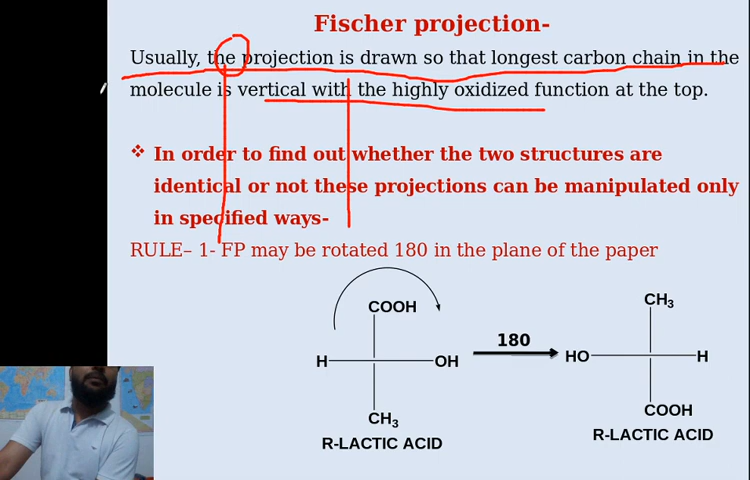 Fischer projection-
Usually, the projection is drawn so that longest carbon chain in the
molecule is vertical with the highly oxidized function at the top.
❖ In order to find out whether the two structures are
identical or not these projections can be manipulated only
in specified ways-
RULE– 1- FP may be rotated 180 in the plane of the paper
COOH
H OH
CH3
R-LACTIC ACID
180
CH3
HO H
COOH
R-LACTIC ACID